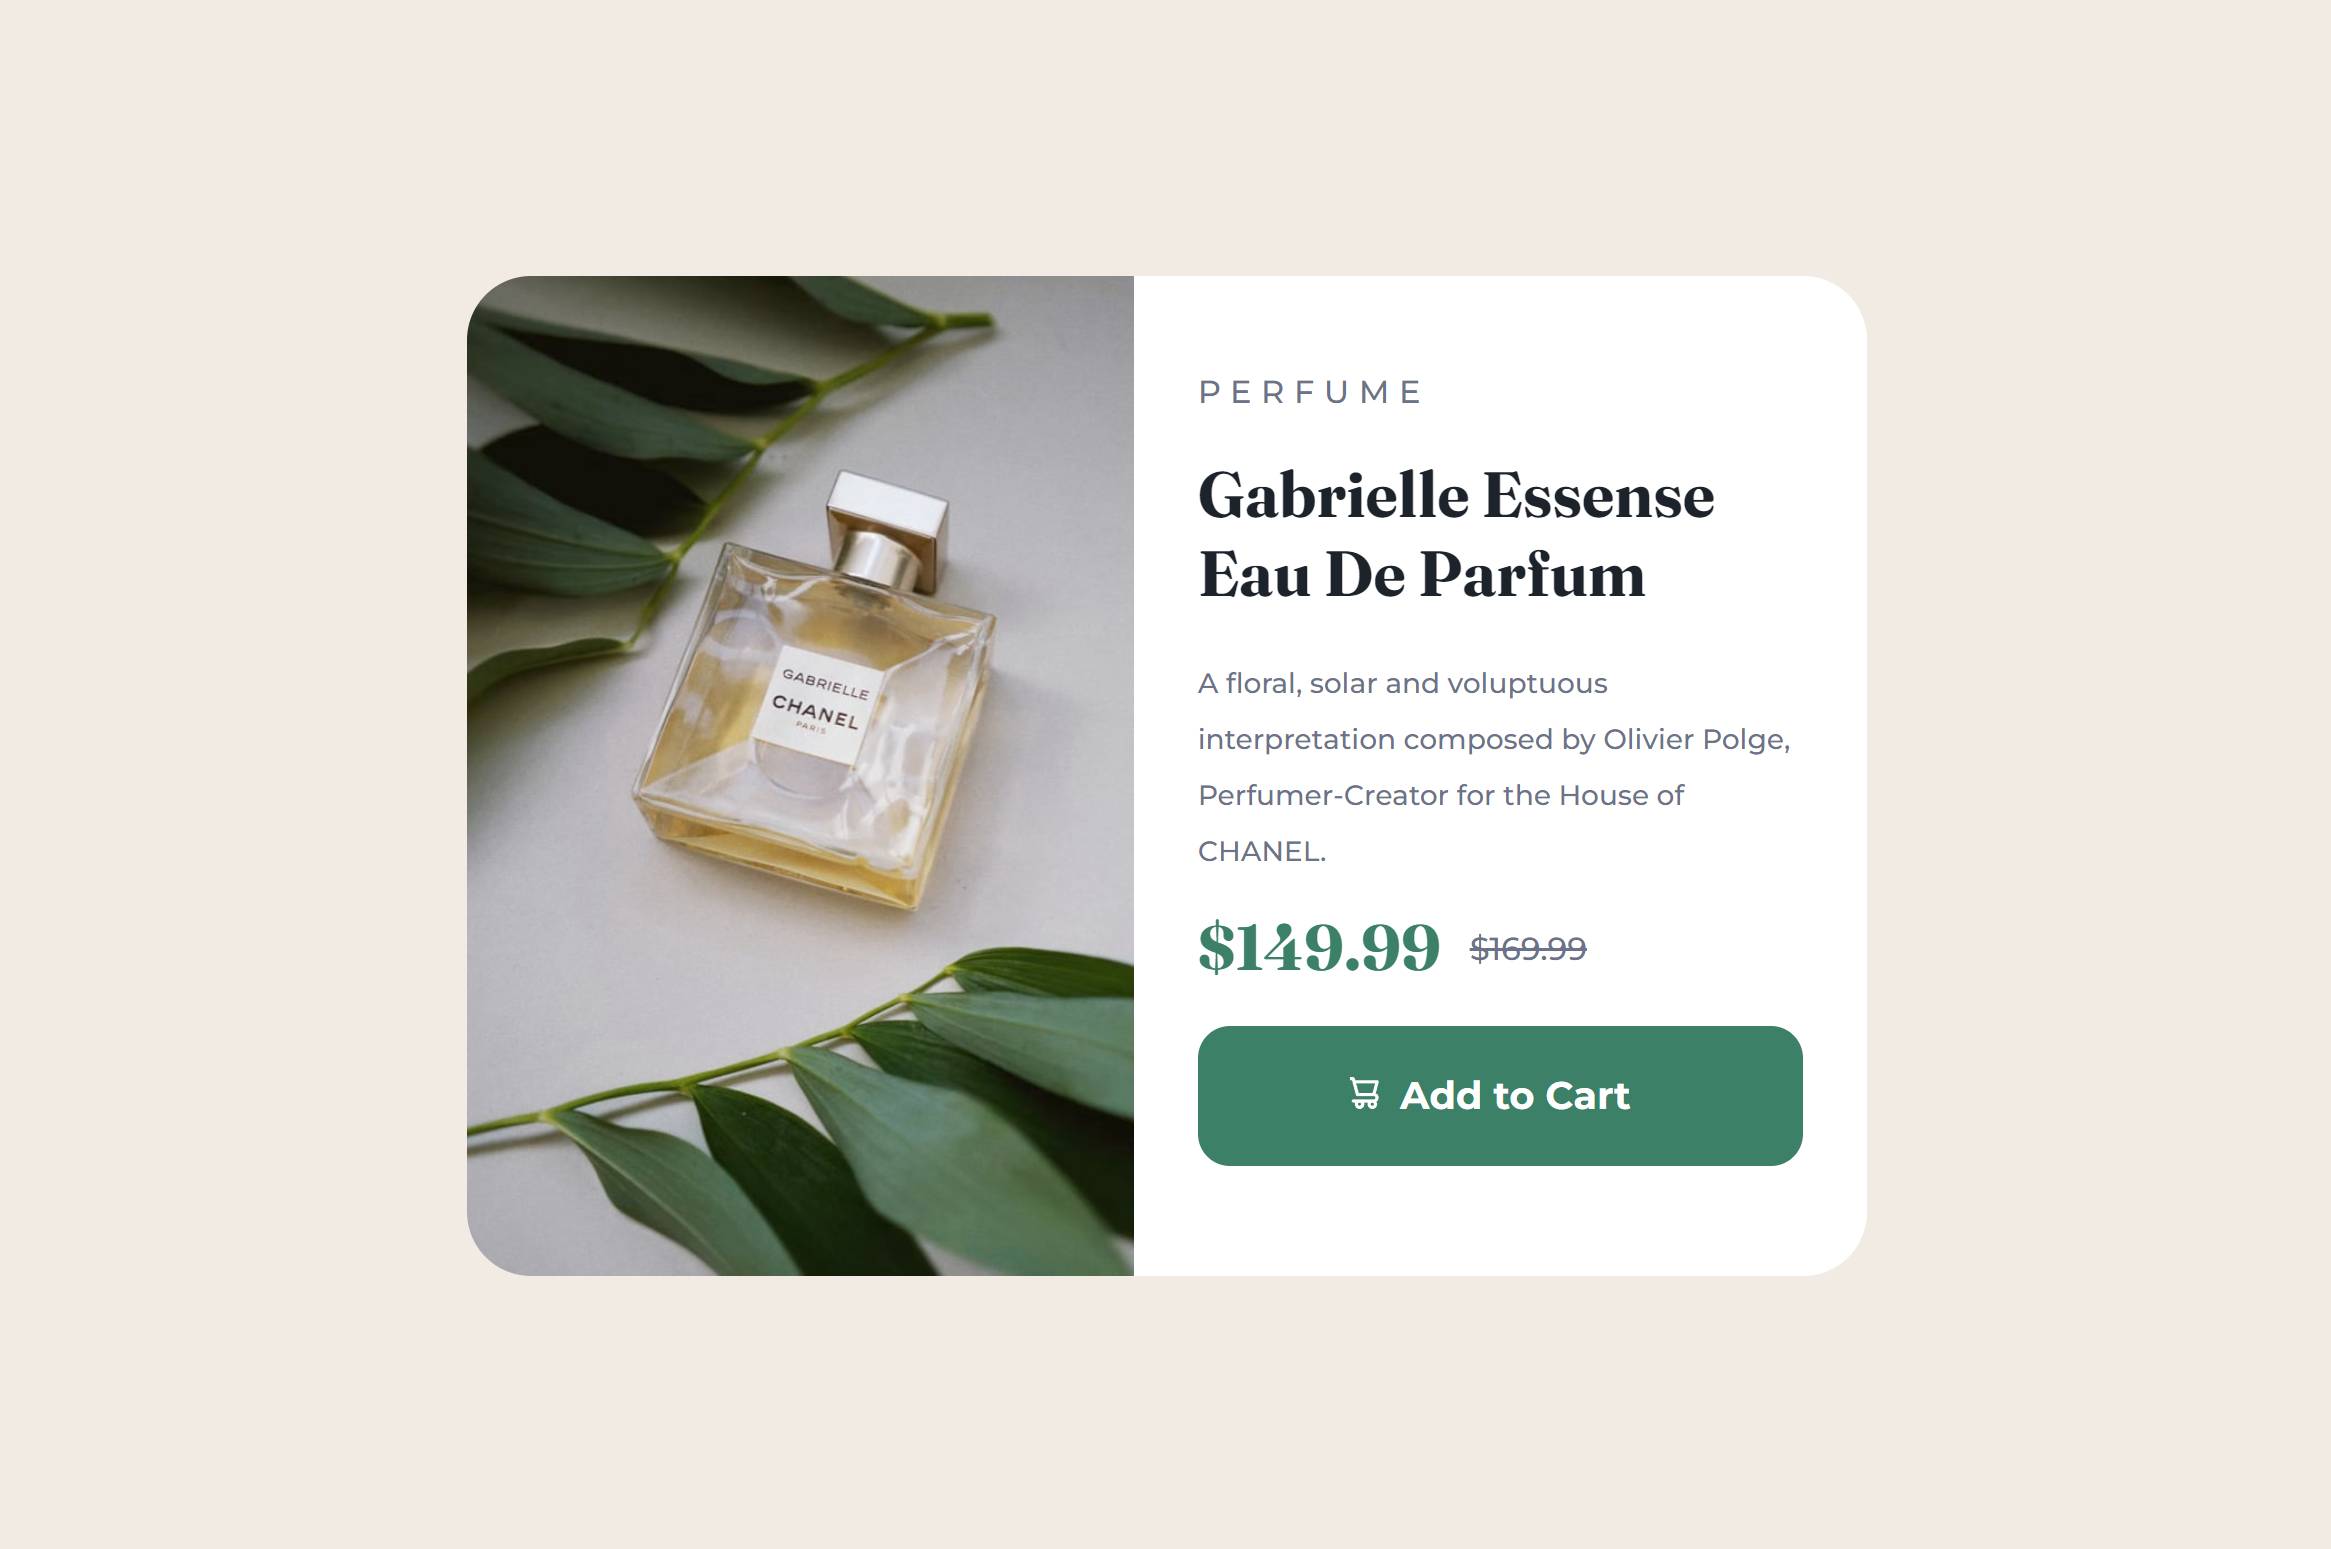 GABRIELLE
CHANEL
PARIS
PERFUME
Gabrielle Essense
Eau De Parfum
A floral, solar and voluptuous
interpretation composed by Olivier Polge,
Perfumer-Creator for the House of
CHANEL.
$149.99 $169.99
Add to Cart